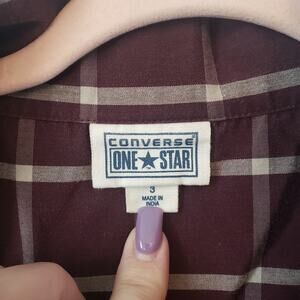 CONVERSE
ONE★STAR
3
MADE IN
INDIA